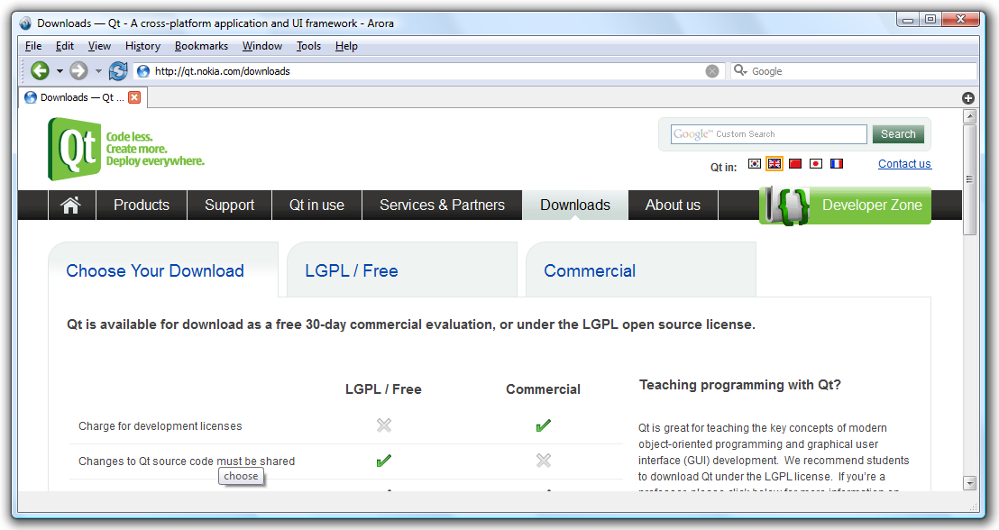 Downloads — Qt - A cross-platform application and UI framework - Arora
File Edit View History Bookmarks Window Tools Help
http://qt.nokia.com/downloads Google
Downloads — Qt ...
Qt Code less.
Create more.
Deploy everywhere.
Google™ Custom Search Search
Qt in: Contact us
Products Support Qt in use Services & Partners Downloads About us {} Developer Zone
Choose Your Download LGPL / Free Commercial
Qt is available for download as a free 30-day commercial evaluation, or under the LGPL open source license.
LGPL / Free Commercial
Charge for development licenses
Changes to Qt source code must be shared
choose
Teaching programming with Qt?
Qt is great for teaching the key concepts of modern
object-oriented programming and graphical user
interface (GUI) development. We recommend students
to download Qt under the LGPL license. If you're a